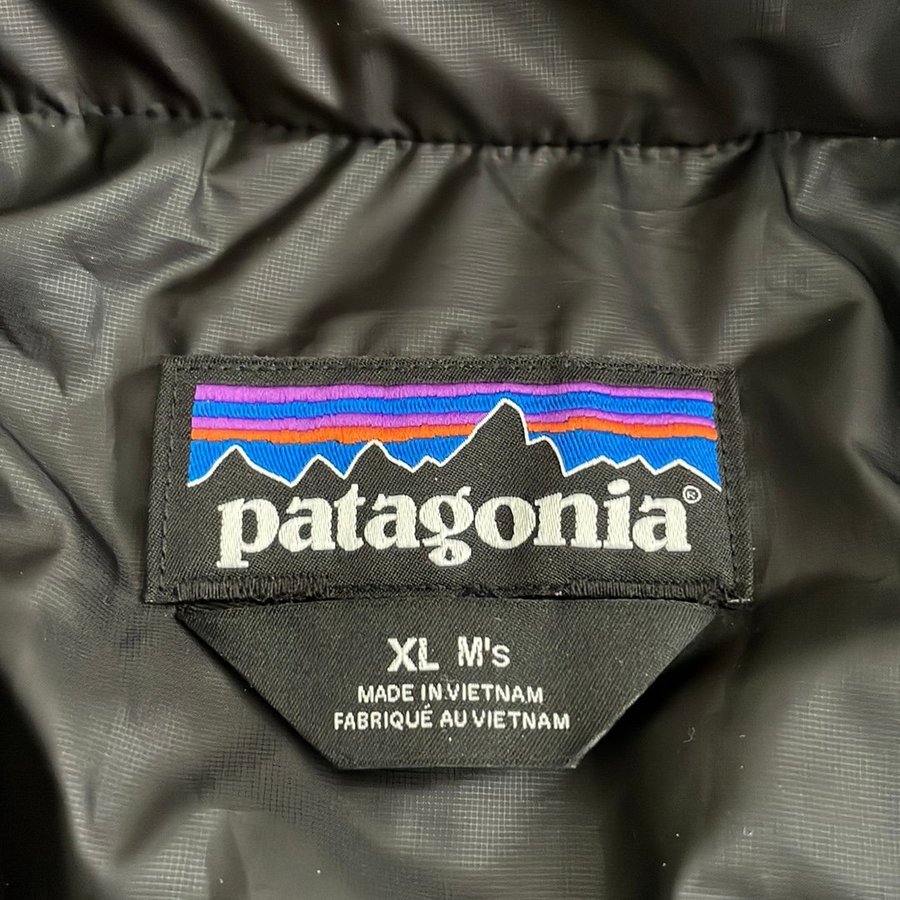 patagonia®
XL M's
MADE IN VIETNAM
FABRIQUÉ AU VIETNAM